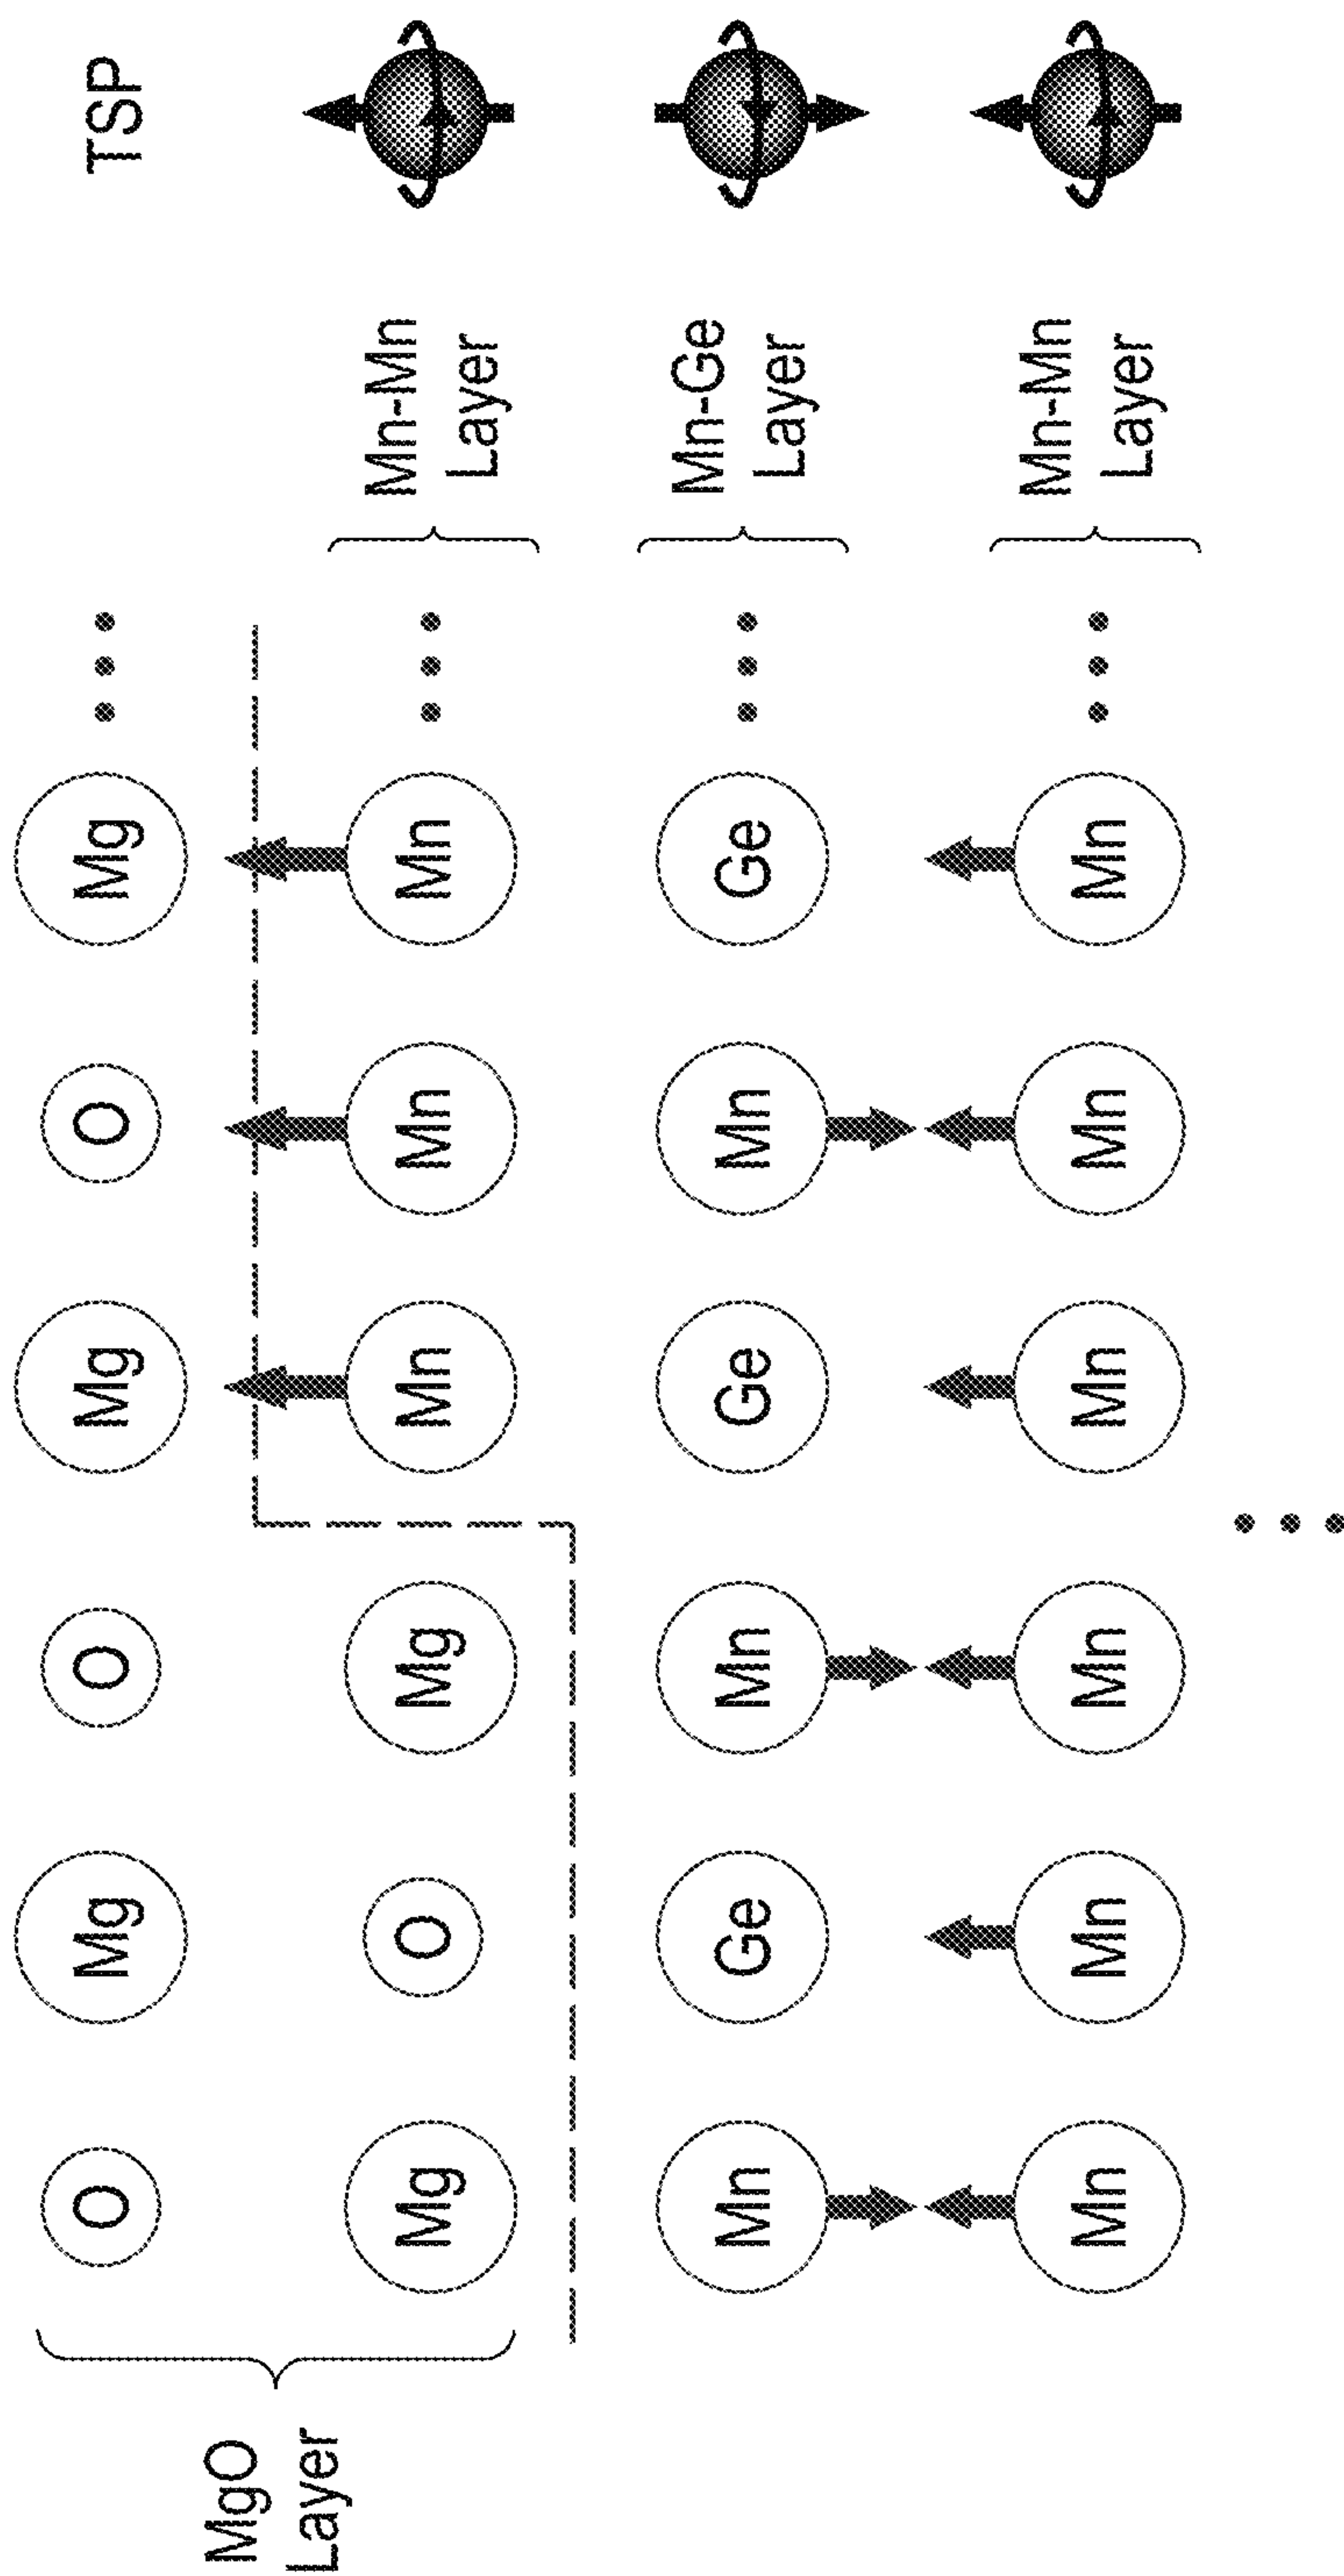 O Mg O Mg O Mg TSP
MgO
Layer
Mg O Mg Mn Mn Mn Mn-Mn
Layer
Mn Ge Mn Ge Mn Ge Mn-Ge
Layer
Mn Mn Mn Mn Mn Mn Mn-Mn
Layer